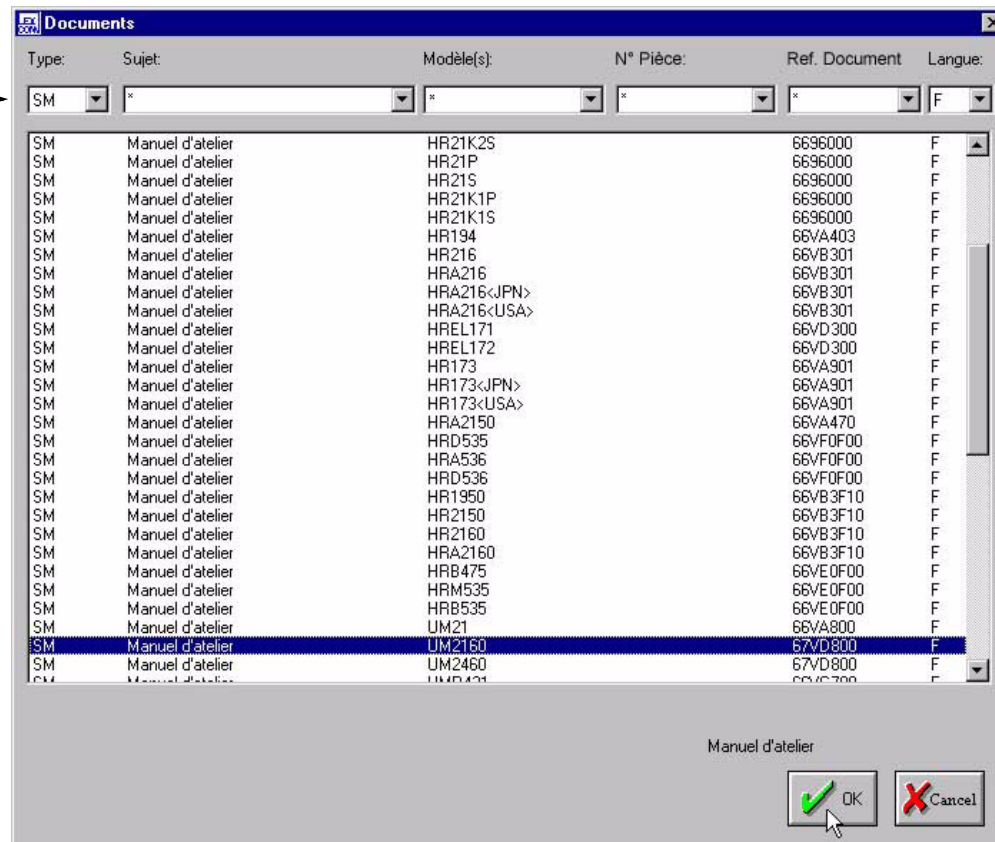 EX
CONV
Documents
Type: Sujet: Modèle(s): N° Pièce: Ref. Document Langue:
SM * * * * F
SM Manuel d'atelier HR21K2S 6696000 F
SM Manuel d'atelier HR21P 6696000 F
SM Manuel d'atelier HR21S 6696000 F
SM Manuel d'atelier HR21K1P 6696000 F
SM Manuel d'atelier HR21K1S 6696000 F
SM Manuel d'atelier HR194 66VA403 F
SM Manuel d'atelier HR216 66VB301 F
SM Manuel d'atelier HRA216 66VB301 F
SM Manuel d'atelier HRA216<JPN> 66VB301 F
SM Manuel d'atelier HRA216<USA> 66VB301 F
SM Manuel d'atelier HREL171 66VD300 F
SM Manuel d'atelier HREL172 66VD300 F
SM Manuel d'atelier HR173 66VA901 F
SM Manuel d'atelier HR173<JPN> 66VA901 F
SM Manuel d'atelier HR173<USA> 66VA901 F
SM Manuel d'atelier HRA2150 66VA470 F
SM Manuel d'atelier HRD535 66VF0F00 F
SM Manuel d'atelier HRA536 66VF0F00 F
SM Manuel d'atelier HRD536 66VF0F00 F
SM Manuel d'atelier HR1950 66VB3F10 F
SM Manuel d'atelier HR2150 66VB3F10 F
SM Manuel d'atelier HR2160 66VB3F10 F
SM Manuel d'atelier HRA2160 66VB3F10 F
SM Manuel d'atelier HRB475 66VE0F00 F
SM Manuel d'atelier HRM535 66VE0F00 F
SM Manuel d'atelier HRB535 66VE0F00 F
SM Manuel d'atelier UM21 66VA800 F
SM Manuel d'atelier UM2160 67VD800 F
SM Manuel d'atelier UM2460 67VD800 F
SM Manuel d'atelier
Manuel d'atelier
OK Cancel